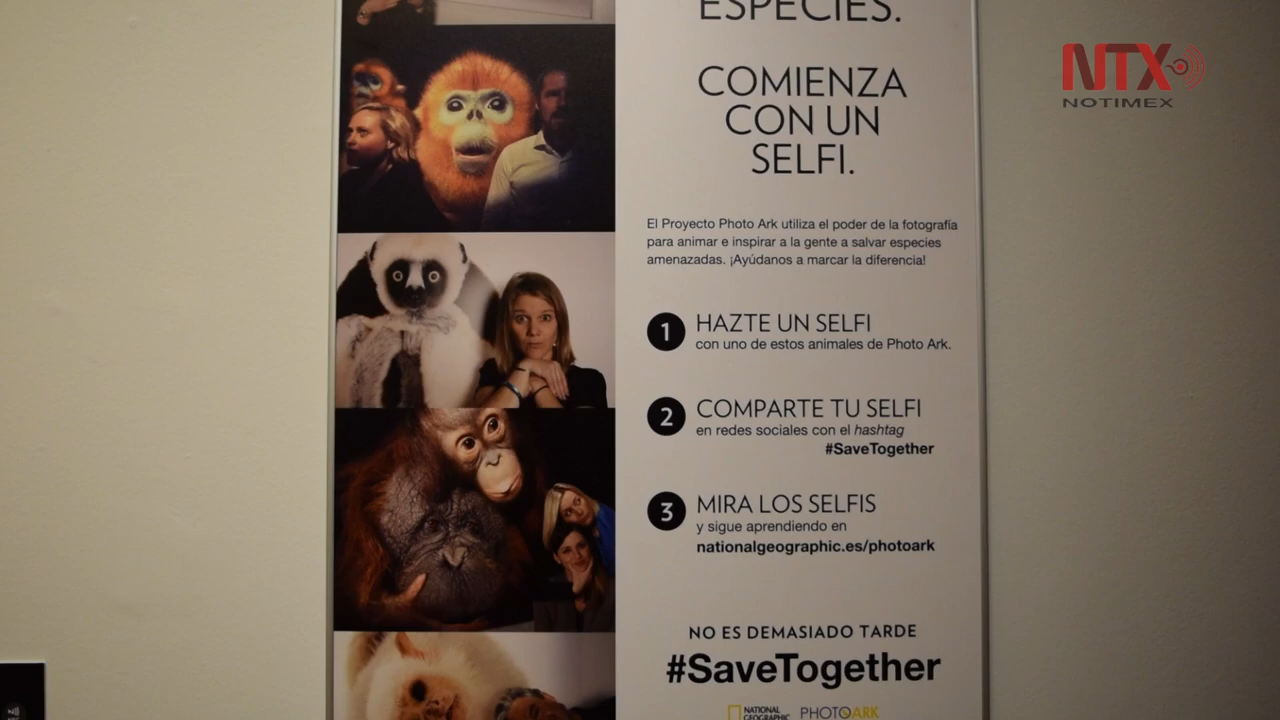 ESPECIES.
COMIENZA
CON UN
SELFI.
El Proyecto Photo Ark utiliza el poder de la fotografía
para animar e inspirar a la gente a salvar especies
amenazadas. ¡Ayúdanos a marcar la diferencia!
1 HAZTE UN SELFI
con uno de estos animales de Photo Ark.
2 COMPARTE TU SELFI
en redes sociales con el hashtag
#SaveTogether
3 MIRA LOS SELFIS
y sigue aprendiendo en
nationalgeographic.es/photoark
NO ES DEMASIADO TARDE
#SaveTogether
NATIONAL
GEOGRAPHIC
PHOTOARK
NTX
NOTIMEX